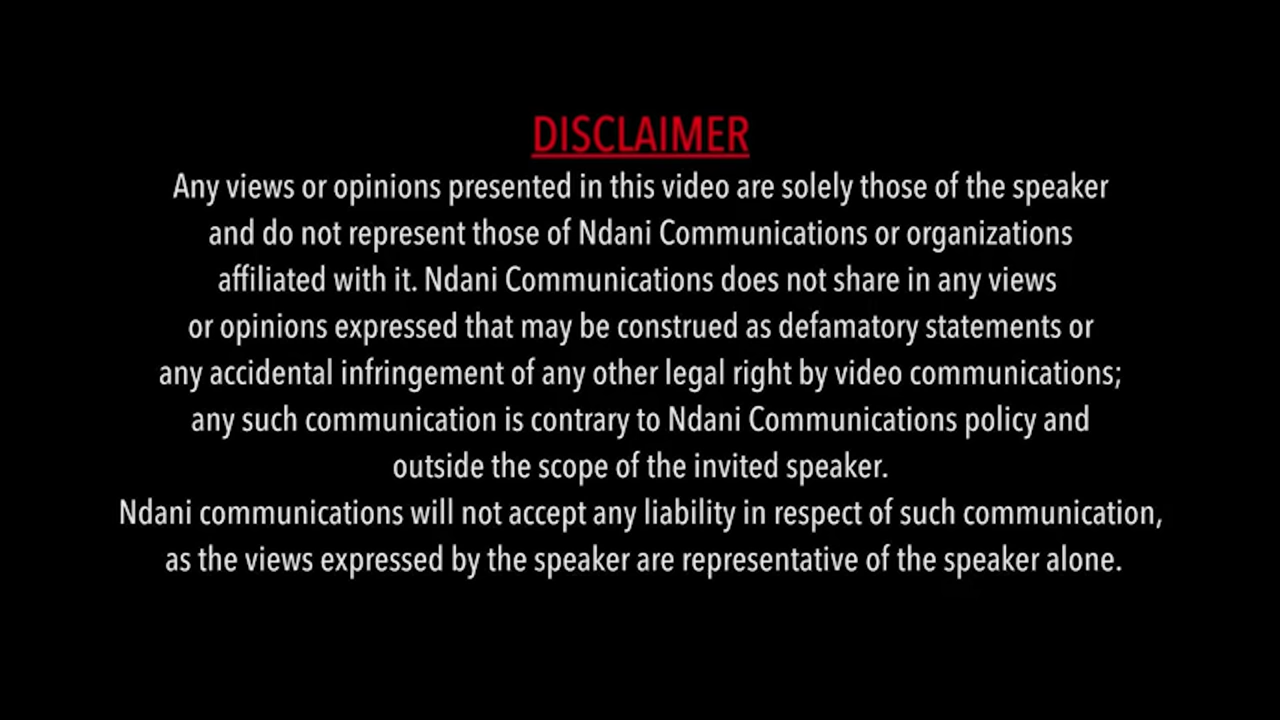 DISCLAIMER
Any views or opinions presented in this video are solely those of the speaker
and do not represent those of Ndani Communications or organizations
affiliated with it. Ndani Communications does not share in any views
or opinions expressed that may be construed as defamatory statements or
any accidental infringement of any other legal right by video communications;
any such communication is contrary to Ndani Communications policy and
outside the scope of the invited speaker.
Ndani communications will not accept any liability in respect of such communication,
as the views expressed by the speaker are representative of the speaker alone.